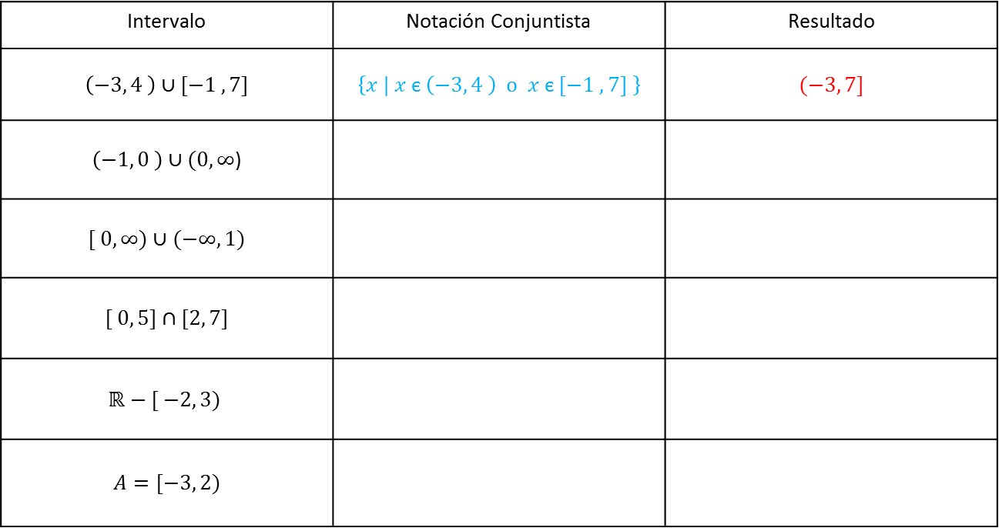 Intervalo Notación Conjuntista Resultado
(−3, 4 ) ∪ [−1 , 7] {x | x ϵ (−3, 4 ) o x ϵ [−1 , 7] } (−3, 7]
(−1, 0 ) ∪ (0, ∞)
[ 0, ∞) ∪ (−∞, 1)
[ 0, 5] ∩ [2, 7]
ℝ − [ −2, 3)
A = [−3, 2)